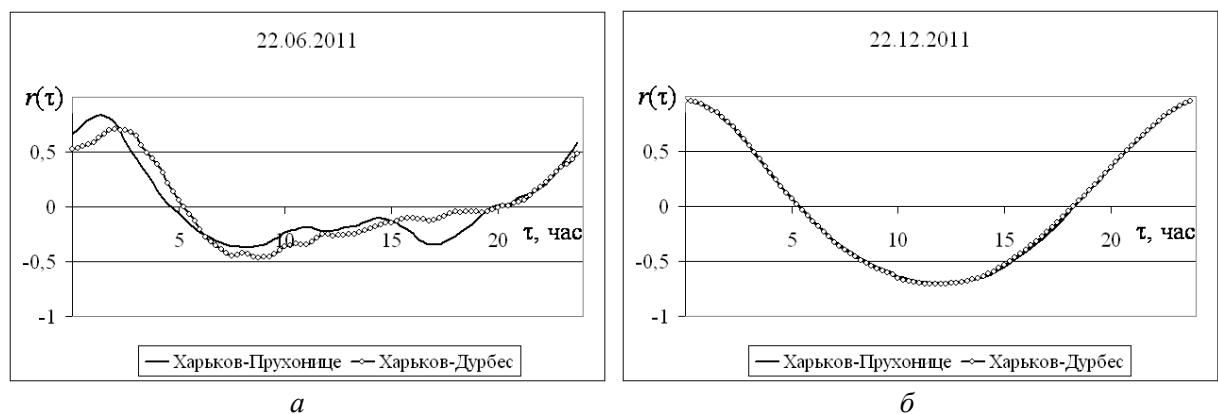 22.06.2011
r(τ)
0,5
0
5
10
15
20
τ, час
-0,5
-1
Харьков-Прухонице
Харьков-Дурбес
а
22.12.2011
r(τ)
0,5
0
5
10
15
20
τ, час
-0,5
-1
Харьков-Прухонице
Харьков-Дурбес
б